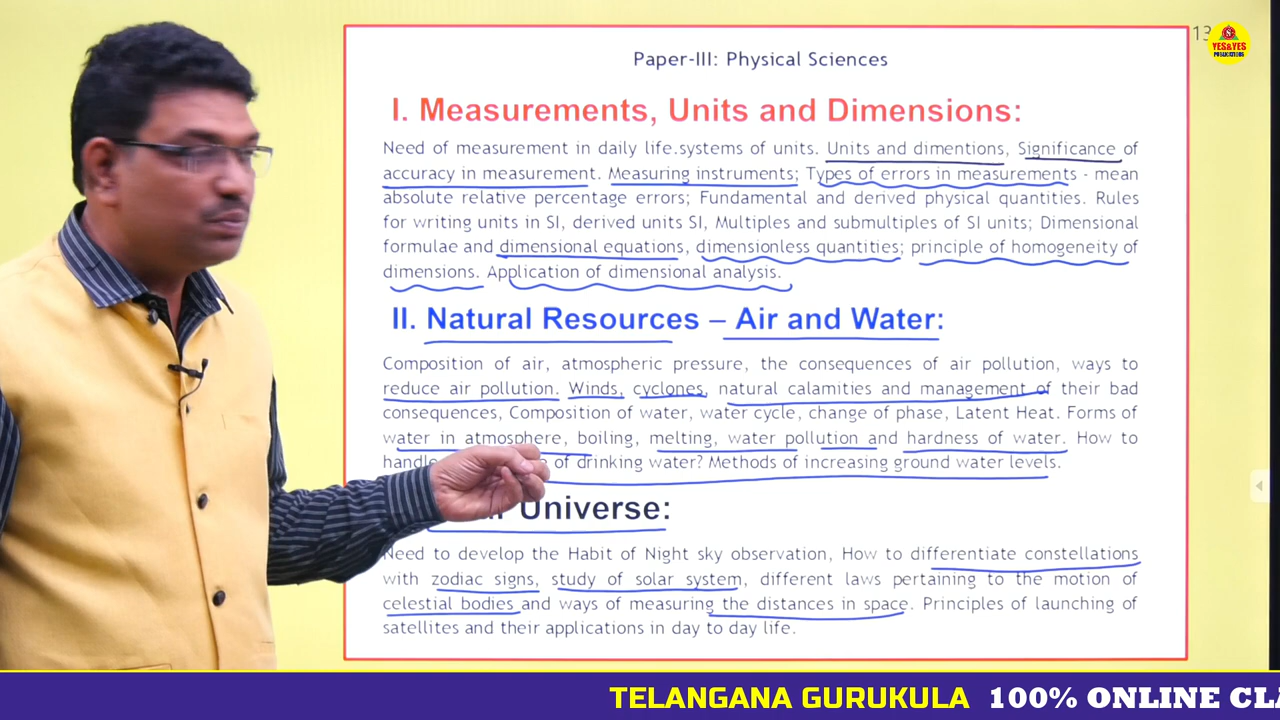 13
YES&YES
PUBLICATIONS
Paper-III: Physical Sciences
I. Measurements, Units and Dimensions:
Need of measurement in daily life.systems of units. Units and dimentions, Significance of
accuracy in measurement. Measuring instruments; Types of errors in measurements - mean
absolute relative percentage errors; Fundamental and derived physical quantities. Rules
for writing units in SI, derived units SI, Multiples and submultiples of SI units; Dimensional
formulae and dimensional equations, dimensionless quantities; principle of homogeneity of
dimensions. Application of dimensional analysis.
II. Natural Resources – Air and Water:
Composition of air, atmospheric pressure, the consequences of air pollution, ways to
reduce air pollution. Winds, cyclones, natural calamities and management of their bad
consequences, Composition of water, water cycle, change of phase, Latent Heat. Forms of
water in atmosphere, boiling, melting, water pollution and hardness of water. How to
handle of drinking water? Methods of increasing ground water levels.
Universe:
Need to develop the Habit of Night sky observation, How to differentiate constellations
with zodiac signs, study of solar system, different laws pertaining to the motion of
celestial bodies and ways of measuring the distances in space. Principles of launching of
satellites and their applications in day to day life.
TELANGANA GURUKULA 100% ONLINE CLA